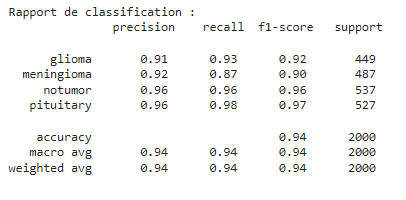 Rapport de classification :
precision recall f1-score support
glioma 0.91 0.93 0.92 449
meningioma 0.92 0.87 0.90 487
notumor 0.96 0.96 0.96 537
pituitary 0.96 0.98 0.97 527
accuracy 0.94 2000
macro avg 0.94 0.94 0.94 2000
weighted avg 0.94 0.94 0.94 2000